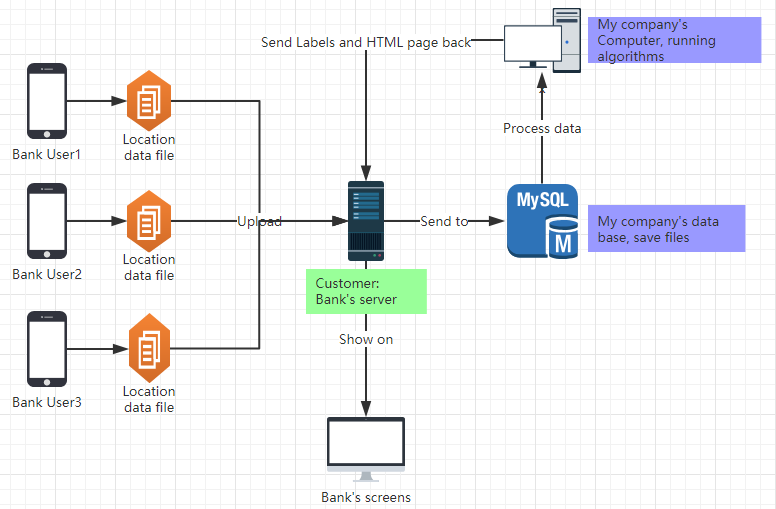 My company's
Computer, running
algorithms
Send Labels and HTML page back
Bank User1
Location
data file
Process data
MySQL
M
My company's data
base, save files
Bank User2
Location
data file
Upload
Send to
Customer:
Bank's server
Show on
Bank User3
Location
data file
Bank's screens